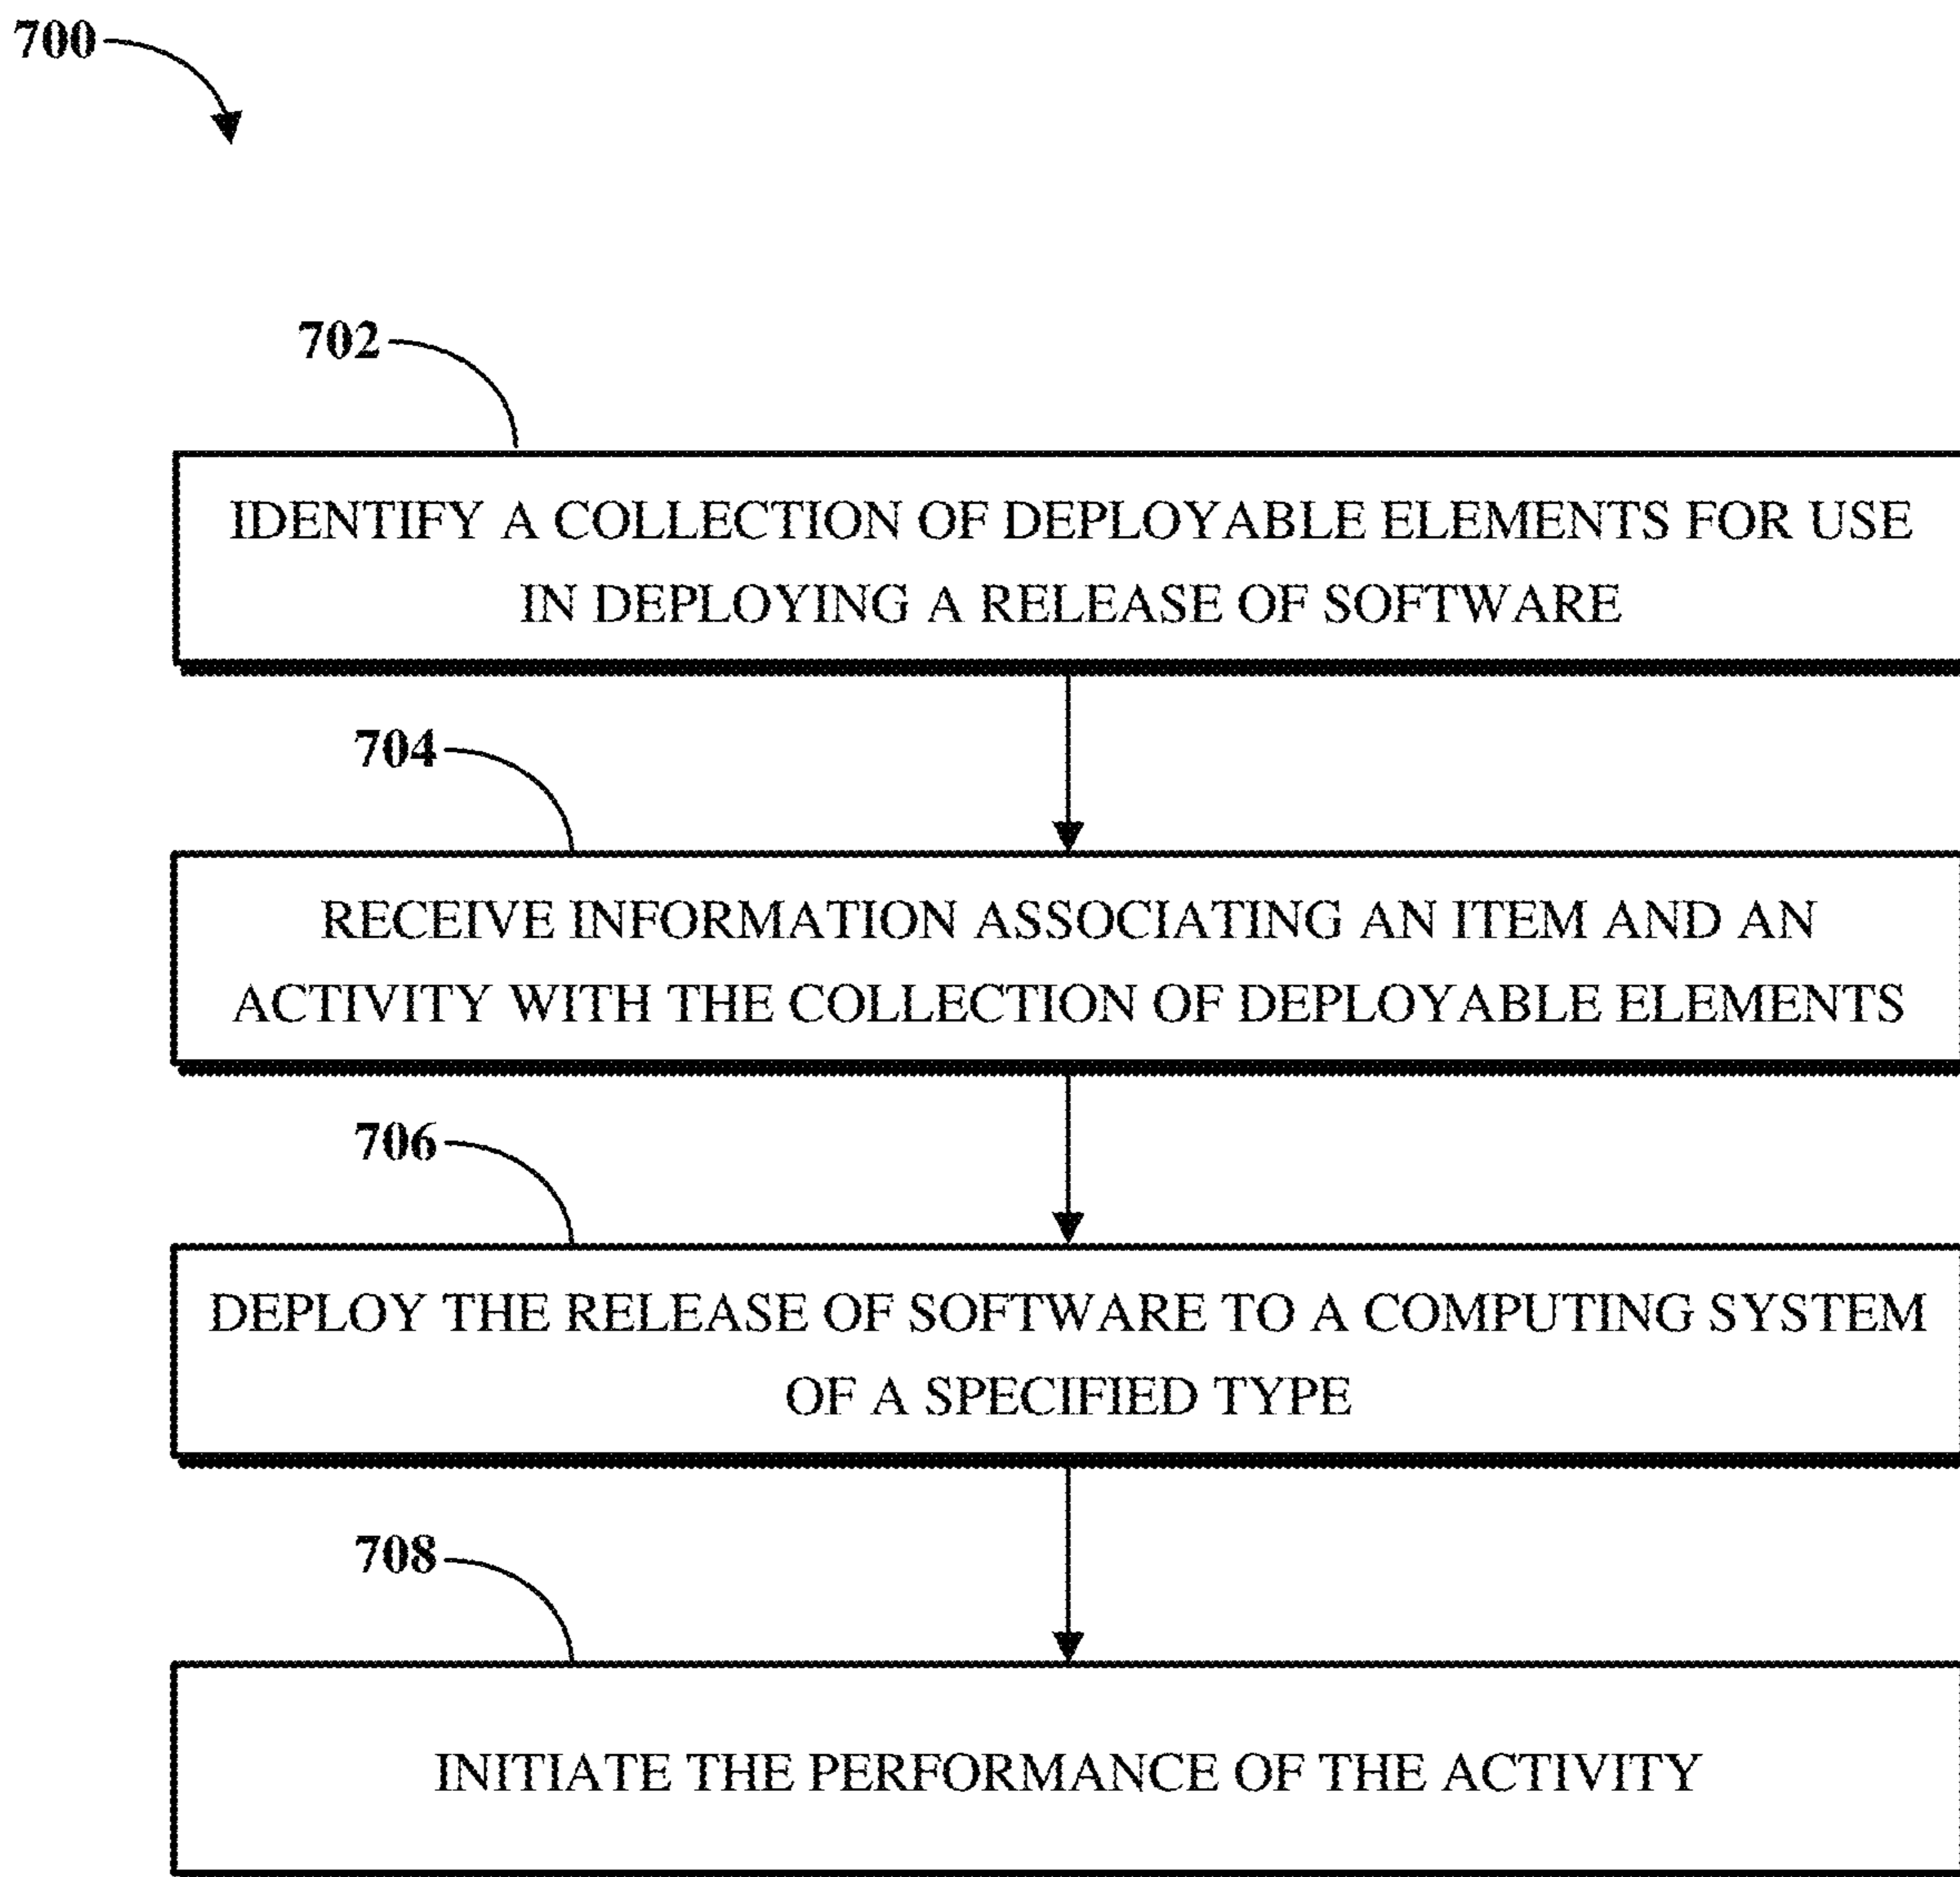 700
702
IDENTIFY A COLLECTION OF DEPLOYABLE ELEMENTS FOR USE
IN DEPLOYING A RELEASE OF SOFTWARE
704
RECEIVE INFORMATION ASSOCIATING AN ITEM AND AN
ACTIVITY WITH THE COLLECTION OF DEPLOYABLE ELEMENTS
706
DEPLOY THE RELEASE OF SOFTWARE TO A COMPUTING SYSTEM
OF A SPECIFIED TYPE
708
INITIATE THE PERFORMANCE OF THE ACTIVITY